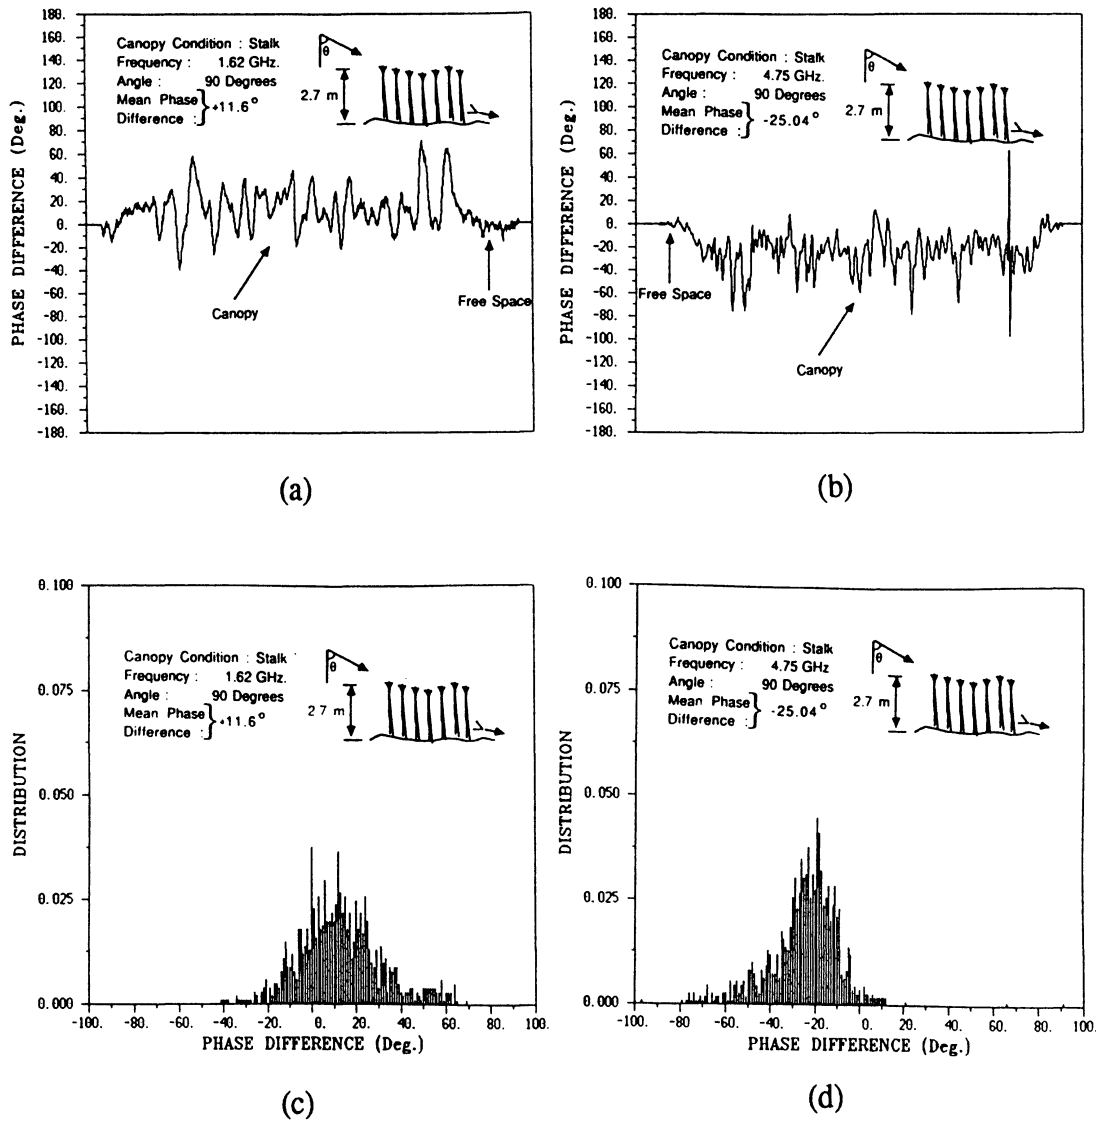 180.
160.
140.
120.
100.
80.
60.
40.
20.
0.
-20.
-40.
-60.
-80.
-100.
-120.
-140.
-160.
-180.
PHASE DIFFERENCE (Deg.)
Canopy Condition : Stalk
Frequency : 1.62 GHz.
Angle : 90 Degrees
Mean Phase
Difference : +11.6°
θ
2.7 m
Canopy
Free Space
(a)
180.
160.
140.
120.
100.
80.
60.
40.
20.
0.
-20.
-40.
-60.
-80.
-100.
-120.
-140.
-160.
-180.
PHASE DIFFERENCE (Deg.)
Canopy Condition : Stalk
Frequency : 4.75 GHz.
Angle : 90 Degrees
Mean Phase
Difference : -25.04°
θ
2.7 m
Free Space
Canopy
(b)
0.100
0.075
0.050
0.025
0.000
DISTRIBUTION
Canopy Condition : Stalk
Frequency : 1.62 GHz.
Angle : 90 Degrees
Mean Phase
Difference : +11.6°
θ
2.7 m
-100. -80. -60. -40. -20. 0. 20. 40. 60. 80. 100.
PHASE DIFFERENCE (Deg.)
(c)
0.100
0.075
0.050
0.025
0.000
DISTRIBUTION
Canopy Condition : Stalk
Frequency : 4.75 GHz
Angle : 90 Degrees
Mean Phase
Difference : -25.04°
θ
2.7 m
-100. -80. -60. -40. -20. 0. 20. 40. 60. 80. 100.
PHASE DIFFERENCE (Deg.)
(d)